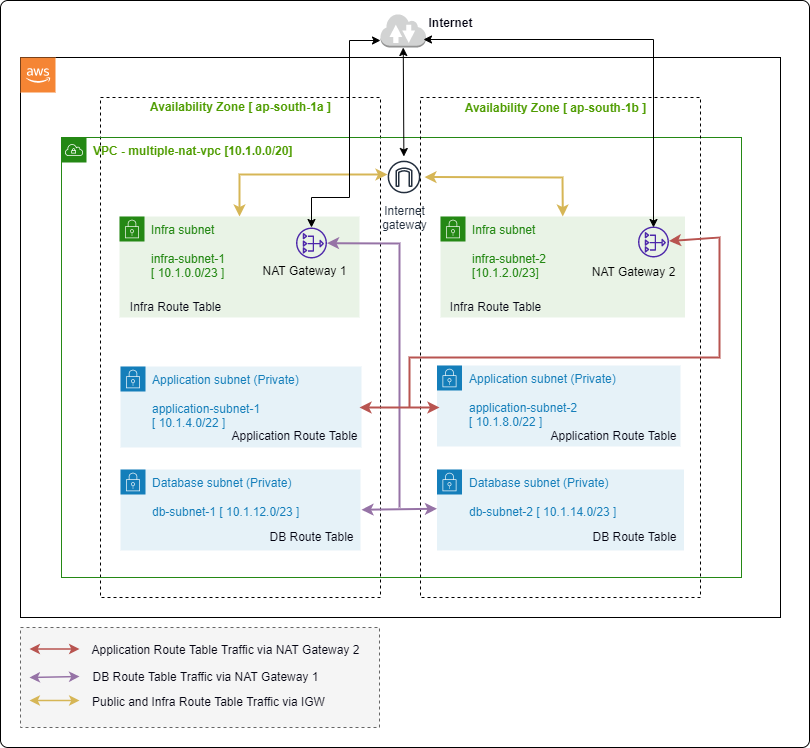 Internet
aws
Availability Zone [ ap-south-1a ]
Availability Zone [ ap-south-1b ]
VPC - multiple-nat-vpc [10.1.0.0/20]
Internet
gateway
Infra subnet
infra-subnet-1
[ 10.1.0.0/23 ]
NAT Gateway 1
Infra Route Table
Infra subnet
infra-subnet-2
[10.1.2.0/23]
NAT Gateway 2
Infra Route Table
Application subnet (Private)
application-subnet-1
[ 10.1.4.0/22 ]
Application Route Table
Application subnet (Private)
application-subnet-2
[ 10.1.8.0/22 ]
Application Route Table
Database subnet (Private)
db-subnet-1 [ 10.1.12.0/23 ]
DB Route Table
Database subnet (Private)
db-subnet-2 [ 10.1.14.0/23 ]
DB Route Table
Application Route Table Traffic via NAT Gateway 2
DB Route Table Traffic via NAT Gateway 1
Public and Infra Route Table Traffic via IGW